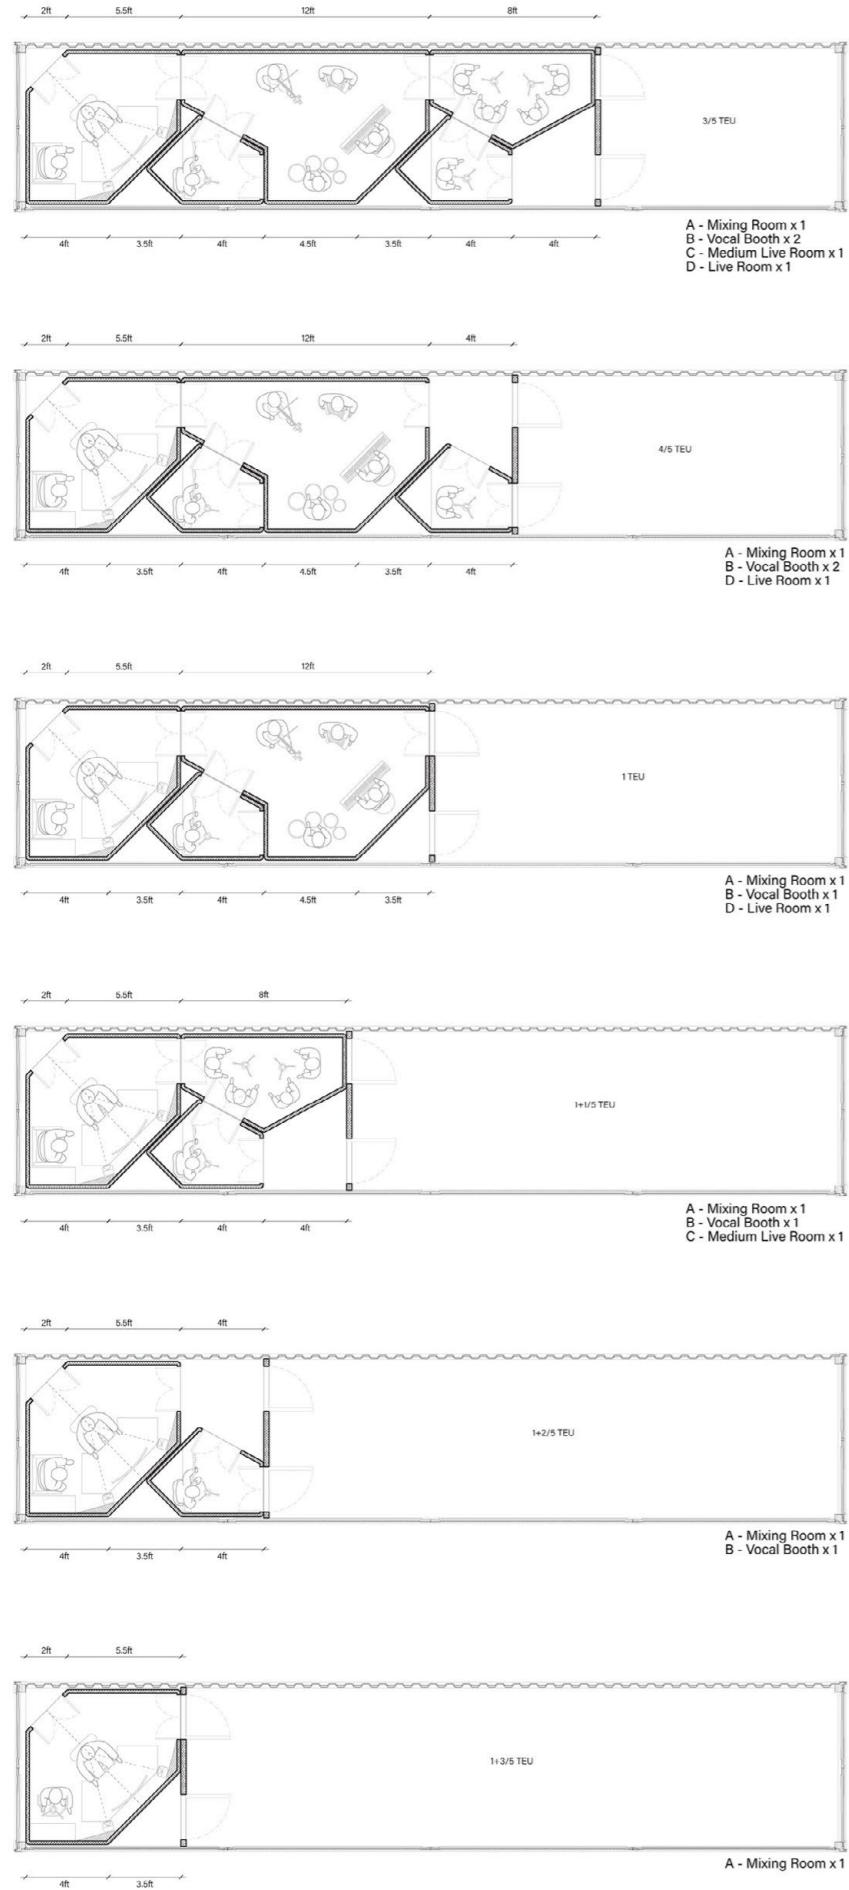 2ft 5.5ft 12ft 8ft
3/5 TEU
4ft 3.5ft 4ft 4.5ft 3.5ft 4ft 4ft
A - Mixing Room x 1
B - Vocal Booth x 2
C - Medium Live Room x 1
D - Live Room x 1
2ft 5.5ft 12ft 4ft
4/5 TEU
4ft 3.5ft 4ft 4.5ft 3.5ft 4ft
A - Mixing Room x 1
B - Vocal Booth x 2
D - Live Room x 1
2ft 5.5ft 12ft
1 TEU
4ft 3.5ft 4ft 4.5ft 3.5ft
A - Mixing Room x 1
B - Vocal Booth x 1
D - Live Room x 1
2ft 5.5ft 8ft
1+1/5 TEU
4ft 3.5ft 4ft 4ft
A - Mixing Room x 1
B - Vocal Booth x 1
C - Medium Live Room x 1
2ft 5.5ft 4ft
1+2/5 TEU
4ft 3.5ft 4ft
A - Mixing Room x 1
B - Vocal Booth x 1
2ft 5.5ft
1+3/5 TEU
4ft 3.5ft
A - Mixing Room x 1